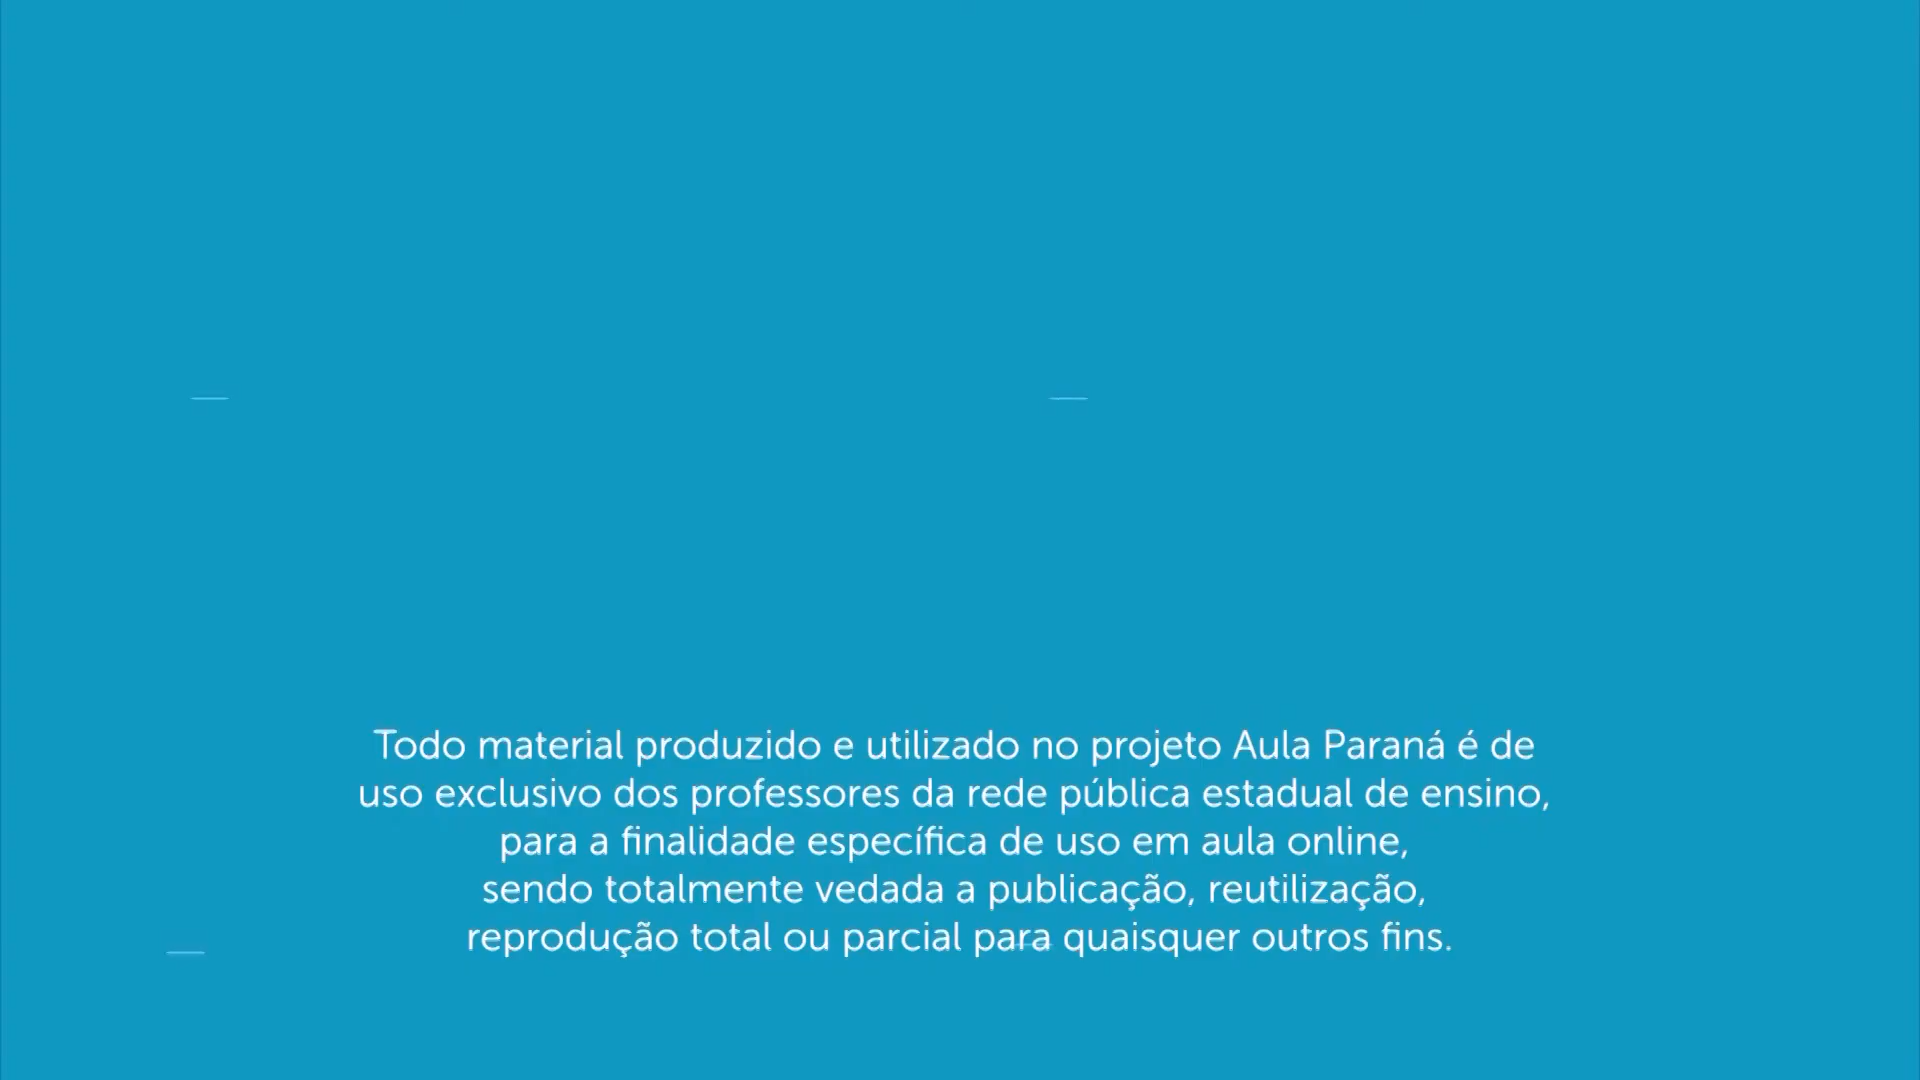 Todo material produzido e utilizado no projeto Aula Paraná é de
uso exclusivo dos professores da rede pública estadual de ensino,
para a finalidade específica de uso em aula online,
sendo totalmente vedada a publicação, reutilização,
reprodução total ou parcial para quaisquer outros fins.